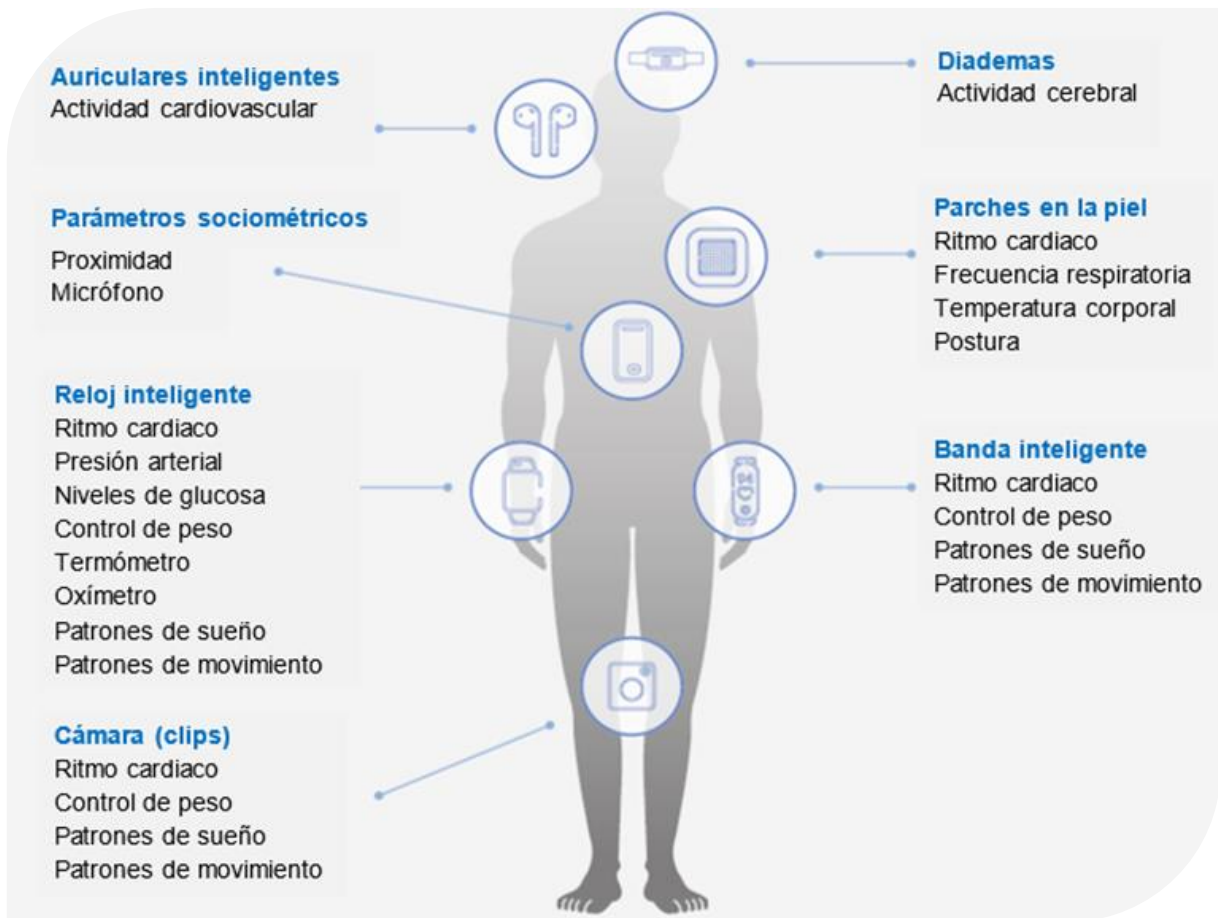 Auriculares inteligentes
Actividad cardiovascular
Diademas
Actividad cerebral
Parámetros sociométricos
Proximidad
Micrófono
Parches en la piel
Ritmo cardiaco
Frecuencia respiratoria
Temperatura corporal
Postura
Reloj inteligente
Ritmo cardiaco
Presión arterial
Niveles de glucosa
Control de peso
Termómetro
Oxímetro
Patrones de sueño
Patrones de movimiento
Banda inteligente
Ritmo cardiaco
Control de peso
Patrones de sueño
Patrones de movimiento
Cámara (clips)
Ritmo cardiaco
Control de peso
Patrones de sueño
Patrones de movimiento